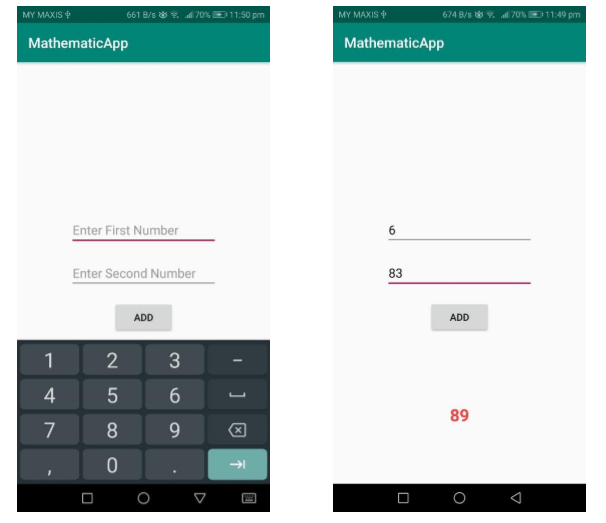 MY MAXIS 661 B/s 70% 11:50 pm
MathematicApp
Enter First Number
Enter Second Number
ADD
1 2 3 –
4 5 6
7 8 9
, 0 .
MY MAXIS 674 B/s 70% 11:49 pm
MathematicApp
6
83
ADD
89